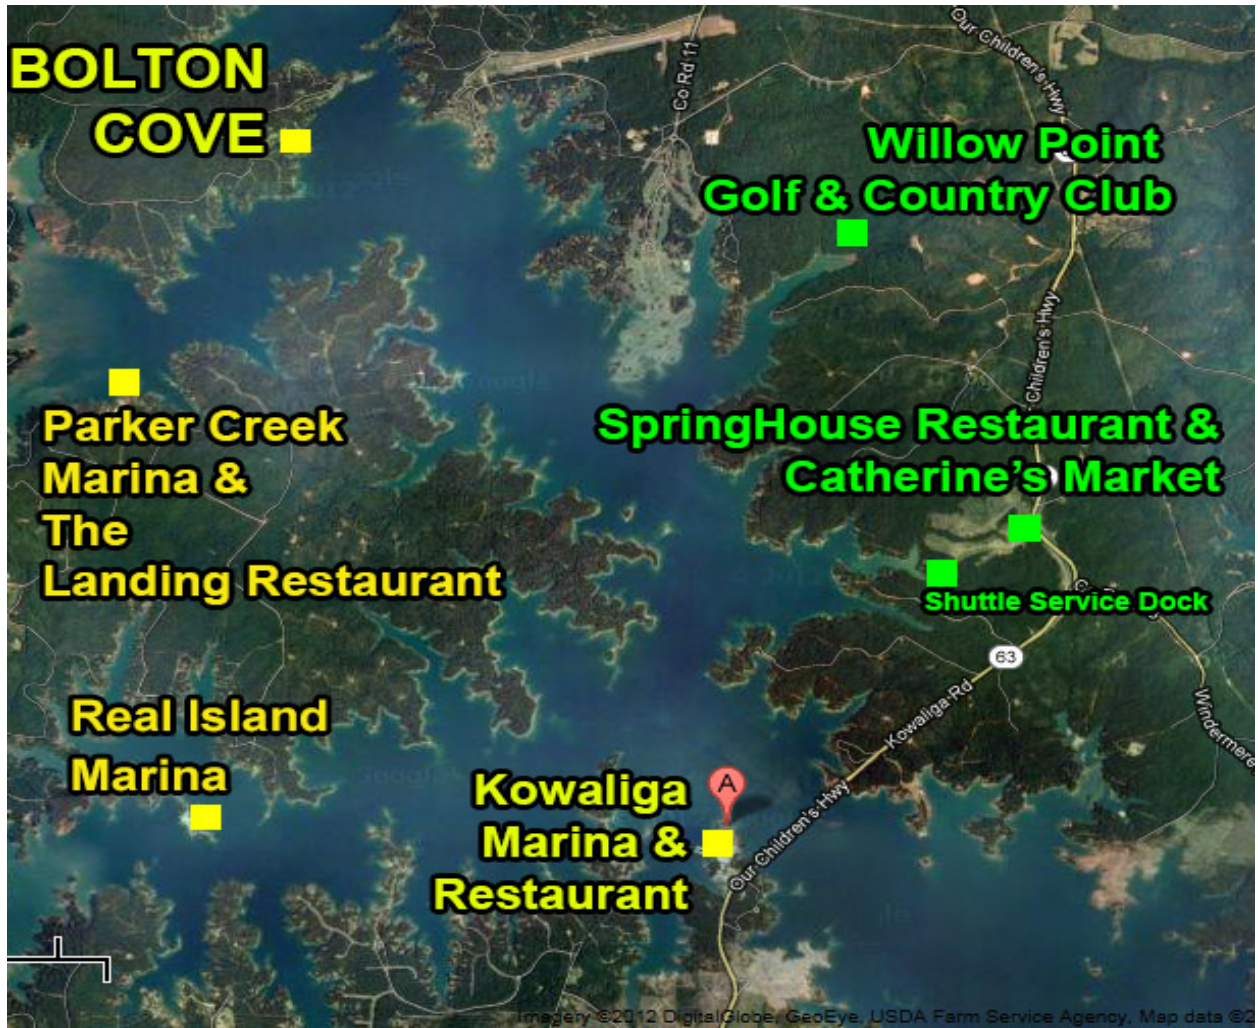 Our Children's Hwy
Co Rd 11
BOLTON
COVE
Willow Point
Golf & Country Club
Children's Hwy
Parker Creek
Marina &
The
Landing Restaurant
SpringHouse Restaurant &
Catherine's Market
Shuttle Service Dock
63
Kowaliga Rd
Windermere
Real Island
Marina
Kowaliga
Marina &
Restaurant
A
Our Children's Hwy
Imagery ©2012 DigitalGlobe, GeoEye, USDA Farm Service Agency, Map data ©2